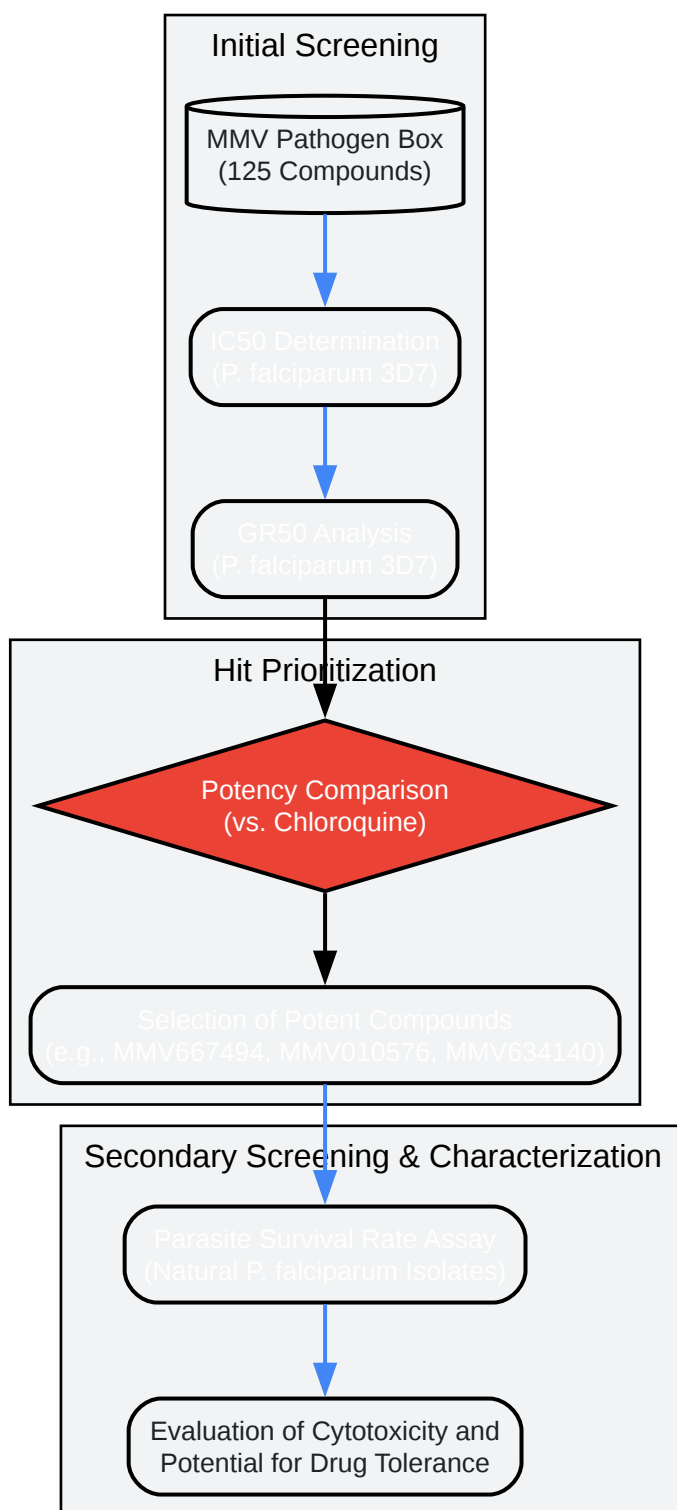 Initial Screening
MMV Pathogen Box
(125 Compounds)
IC50 Determination
(P. falciparum 3D7)
GR50 Analysis
(P. falciparum 3D7)
Hit Prioritization
Potency Comparison
(vs. Chloroquine)
Selection of Potent Compounds
(e.g., MMV667494, MMV010576, MMV634140)
Secondary Screening & Characterization
Parasite Survival Rate Assay
(Natural P. falciparum Isolates)
Evaluation of Cytotoxicity and
Potential for Drug Tolerance